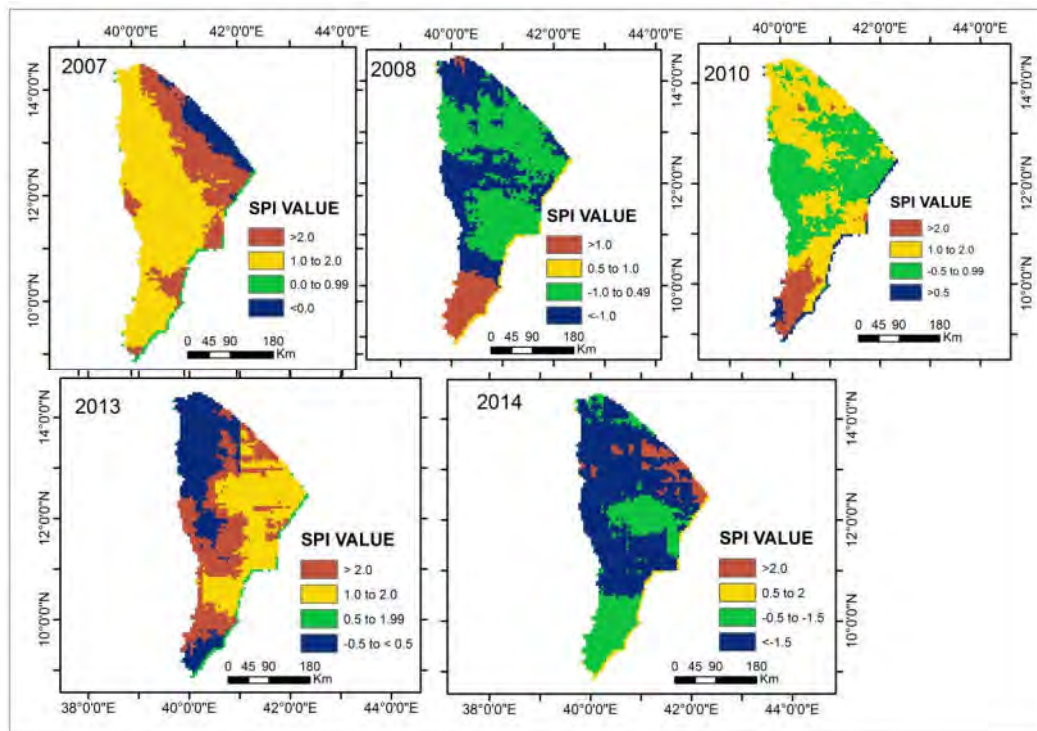 40°0'0"E 42°0'0"E 40°0'0"E 42°0'0"E 40°0'0"E 42°0'0"E 44°0'0"E
2007
14°0'0"N
12°0'0"N
10°0'0"N
SPI VALUE
>2.0
1.0 to 2.0
0.0 to 0.99
<0.0
0 45 90 180
Km
2008
SPI VALUE
>1.0
0.5 to 1.0
-1.0 to 0.49
<-1.0
0 45 90 180
Km
2010
14°0'0"N
12°0'0"N
10°0'0"N
SPI VALUE
>2.0
1.0 to 2.0
-0.5 to 0.99
>0.5
0 45 90 180
Km
2013
14°0'0"N
12°0'0"N
10°0'0"N
SPI VALUE
> 2.0
1.0 to 2.0
0.5 to 1.99
-0.5 to < 0.5
0 45 90 180
Km
38°0'0"E 40°0'0"E 42°0'0"E 44°0'0"E
2014
14°0'0"N
12°0'0"N
10°0'0"N
SPI VALUE
>2.0
0.5 to 2
-0.5 to -1.5
<-1.5
0 45 90 180
Km
38°0'0"E 40°0'0"E 42°0'0"E 44°0'0"E